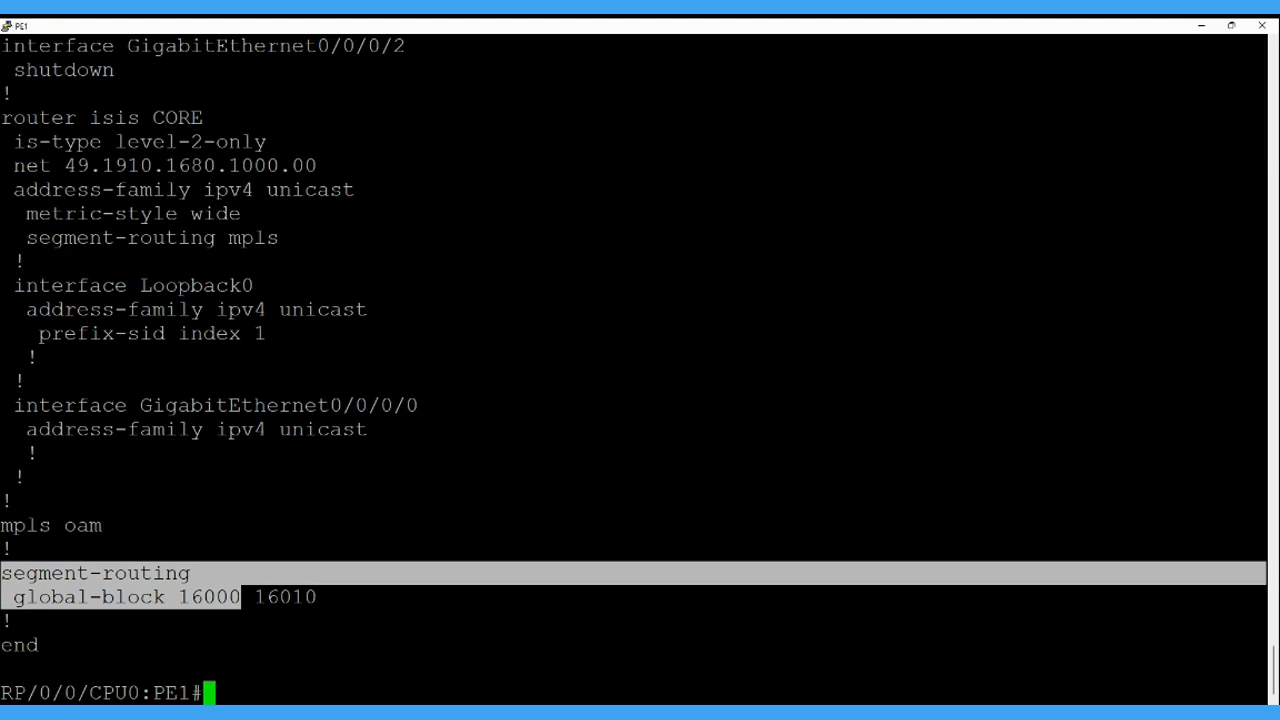 PE1
interface GigabitEthernet0/0/0/2
 shutdown
!
router isis CORE
 is-type level-2-only
 net 49.1910.1680.1000.00
 address-family ipv4 unicast
  metric-style wide
  segment-routing mpls
 !
 interface Loopback0
  address-family ipv4 unicast
   prefix-sid index 1
  !
 !
 interface GigabitEthernet0/0/0/0
  address-family ipv4 unicast
  !
 !
!
mpls oam
!
segment-routing
 global-block 16000 16010
!
end
RP/0/0/CPU0:PE1#